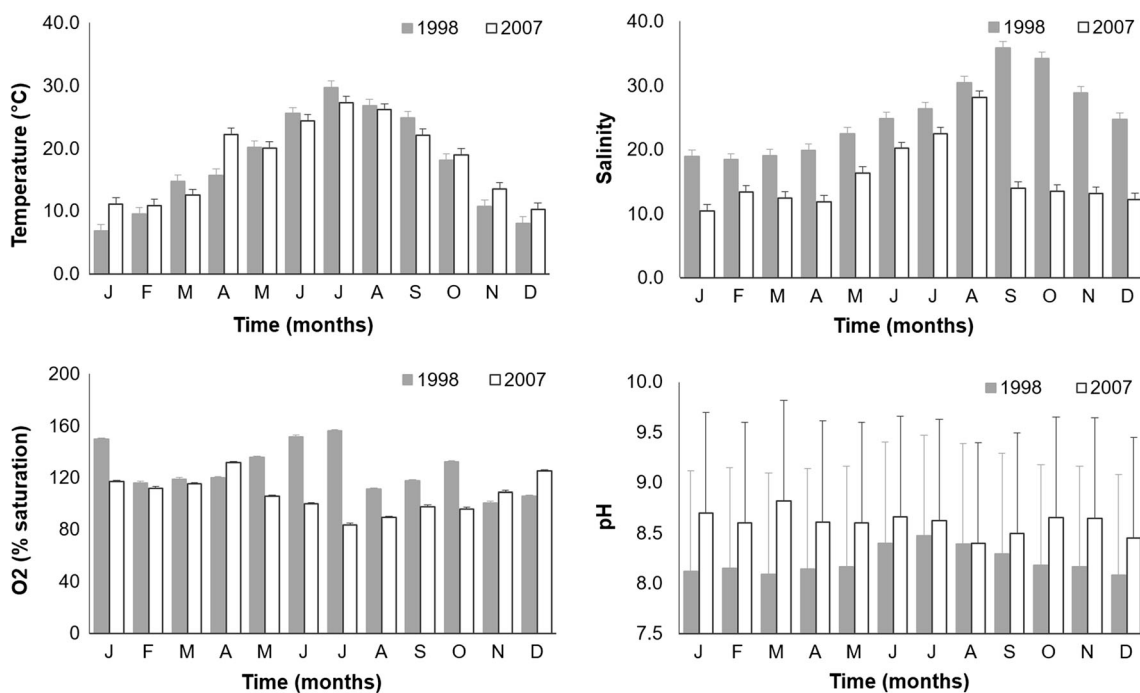 40.0
30.0
20.0
10.0
0.0
Temperature (°C)
1998 2007
J F M A M J J A S O N D
Time (months)
40.0
30.0
20.0
10.0
0.0
Salinity
1998 2007
J F M A M J J A S O N D
Time (months)
200
160
120
80
40
0
O2 (% saturation)
1998 2007
J F M A M J J A S O N D
Time (months)
10.0
9.5
9.0
8.5
8.0
7.5
pH
1998 2007
J F M A M J J A S O N D
Time (months)